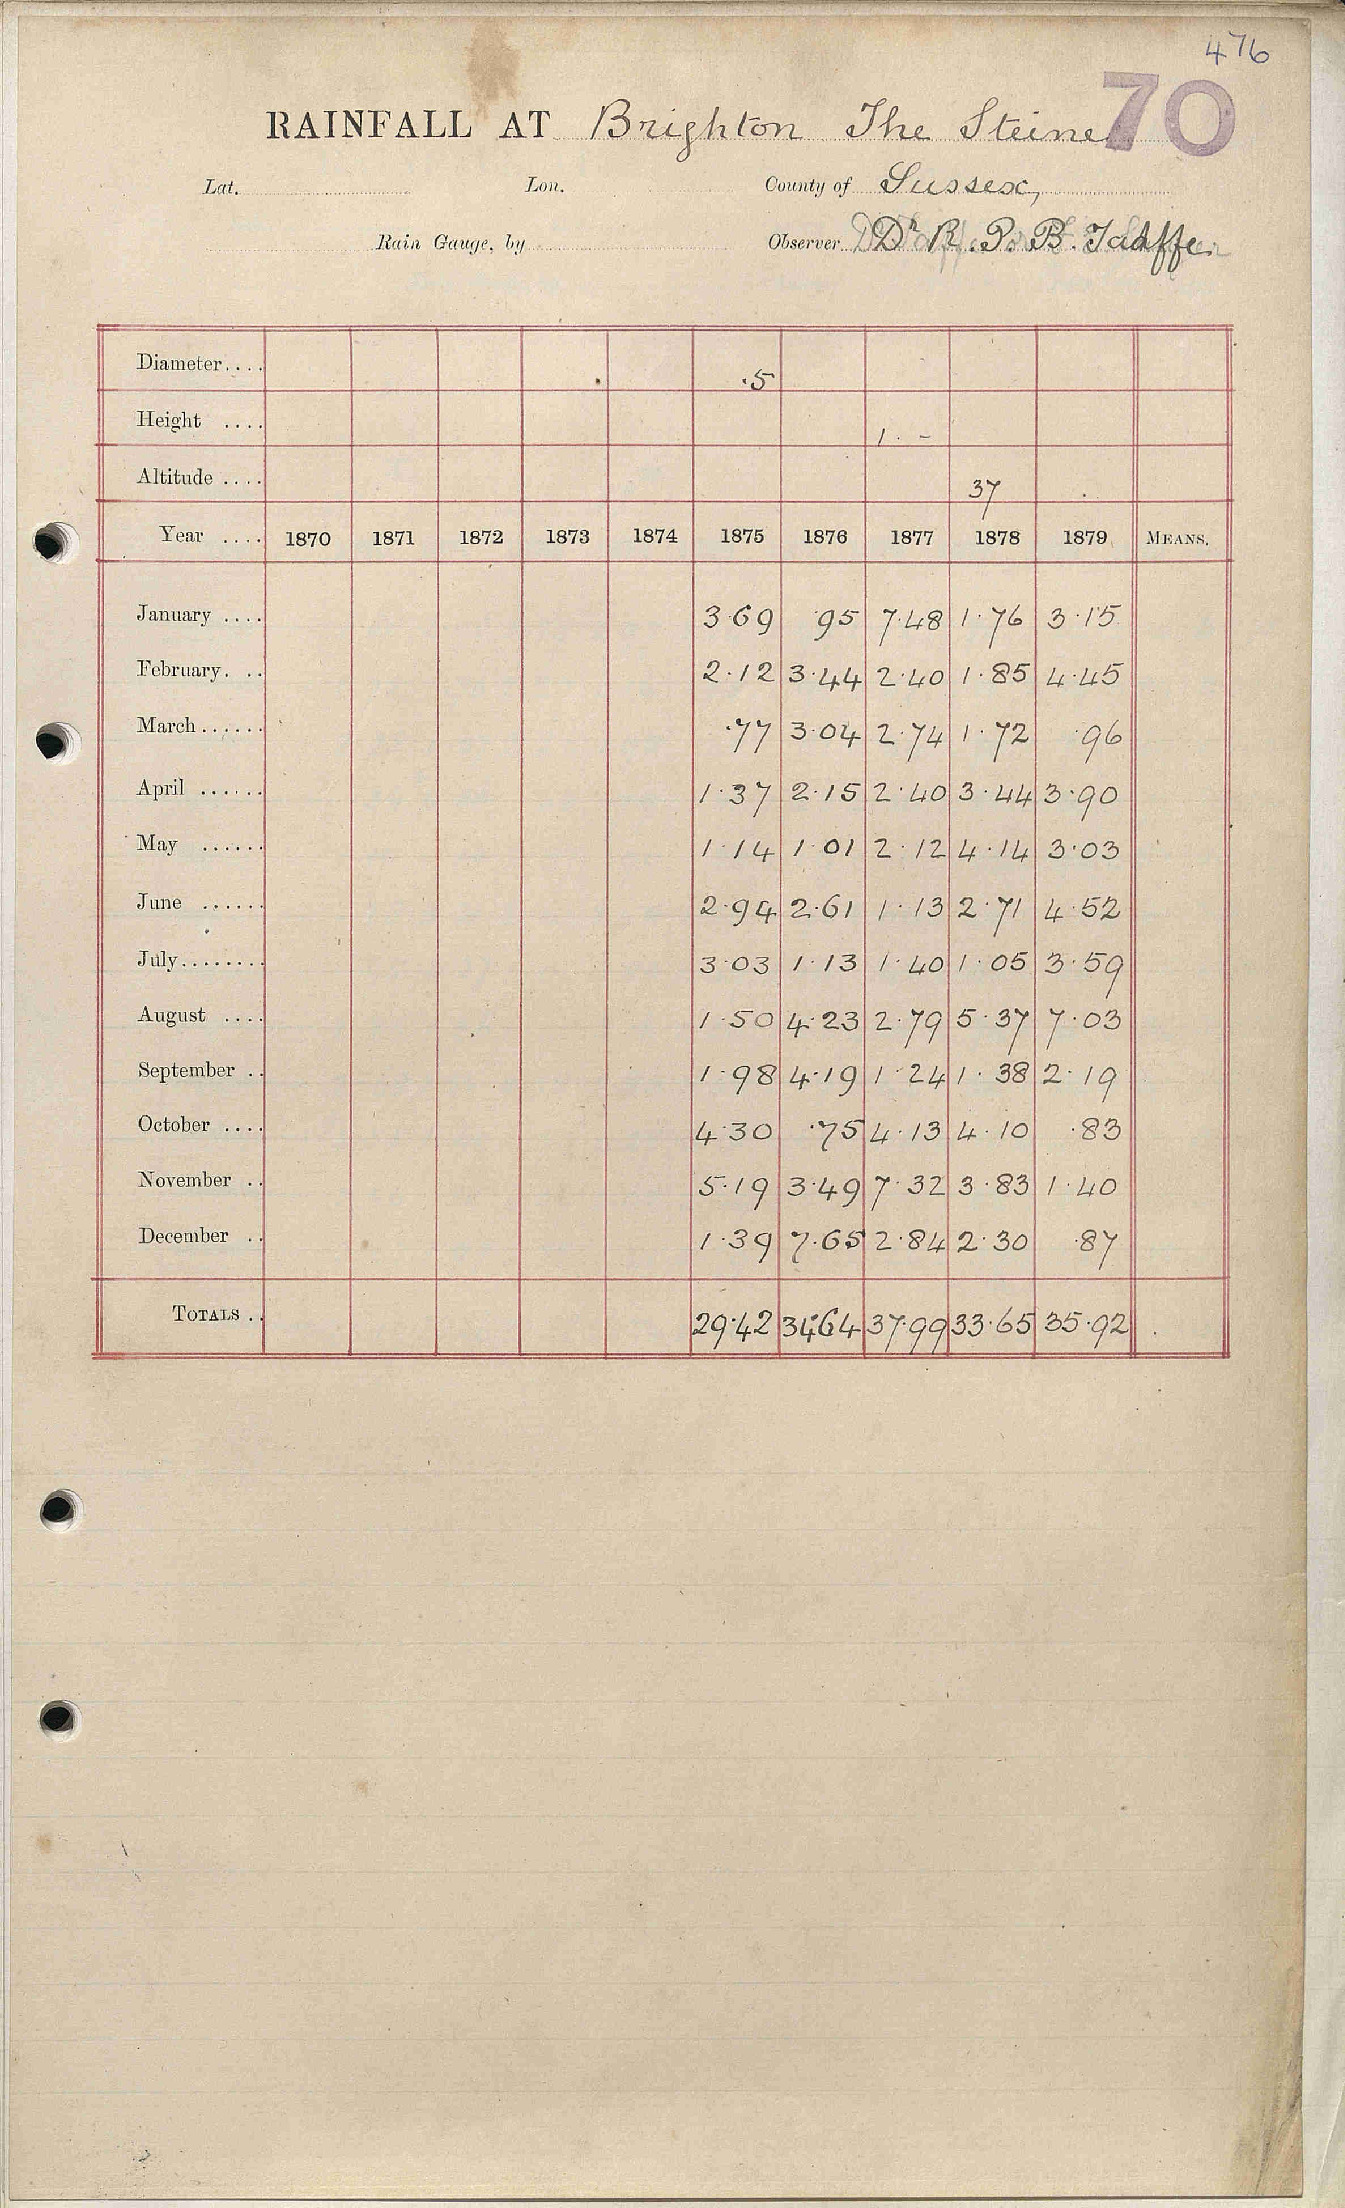 476
70
RAINFALL AT Brighton The Steine
Lat. Lon. County of Sussex,
Rain Gauge, by Observer Dr R. P. B. Taaffe
Diameter.... .5
Height .... 1. -
Altitude .... 37
Year .... 1870 1871 1872 1873 1874 1875 1876 1877 1878 1879 MEANS.
January .... 3.69 .95 7.48 1.76 3.15
February. .. 2.12 3.44 2.40 1.85 4.45
March...... .77 3.04 2.74 1.72 .96
April ...... 1.37 2.15 2.40 3.44 3.90
May ...... 1.14 1.01 2.12 4.14 3.03
June ...... 2.94 2.61 1.13 2.71 4.52
July........ 3.03 1.13 1.40 1.05 3.59
August .... 1.50 4.23 2.79 5.37 7.03
September .. 1.98 4.19 1.24 1.38 2.19
October .... 4.30 .75 4.13 4.10 .83
November .. 5.19 3.49 7.32 3.83 1.40
December .. 1.39 7.65 2.84 2.30 .87
TOTALS .. 29.42 34.64 37.99 33.65 35.92